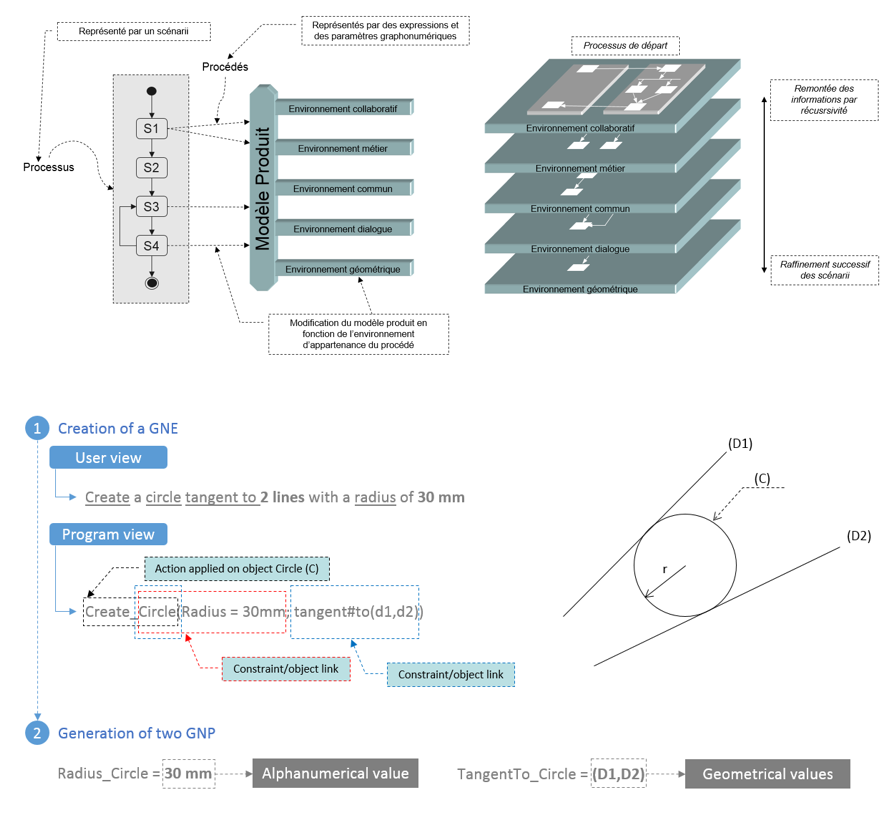 Représenté par un scénarii
Représentés par des expressions et
des paramètres graphonumériques
Procédés
Processus
S1
S2
S3
S4
Modèle Produit
Environnement collaboratif
Environnement métier
Environnement commun
Environnement dialogue
Environnement géométrique
Modification du modèle produit en
fonction de l'environnement
d'appartenance du procédé
Processus de départ
Environnement collaboratif
Environnement métier
Environnement commun
Environnement dialogue
Environnement géométrique
Remontée des
informations par
récusrsivité
Raffinement successif
des scénarii
1 Creation of a GNE
User view
Create a circle tangent to 2 lines with a radius of 30 mm
Program view
Action applied on object Circle (C)
Create_Circle(Radius = 30mm; tangent#to(d1,d2))
Constraint/object link
Constraint/object link
(D1)
(C)
(D2)
r
2 Generation of two GNP
Radius_Circle = 30 mm
Alphanumerical value
TangentTo_Circle = (D1,D2)
Geometrical values